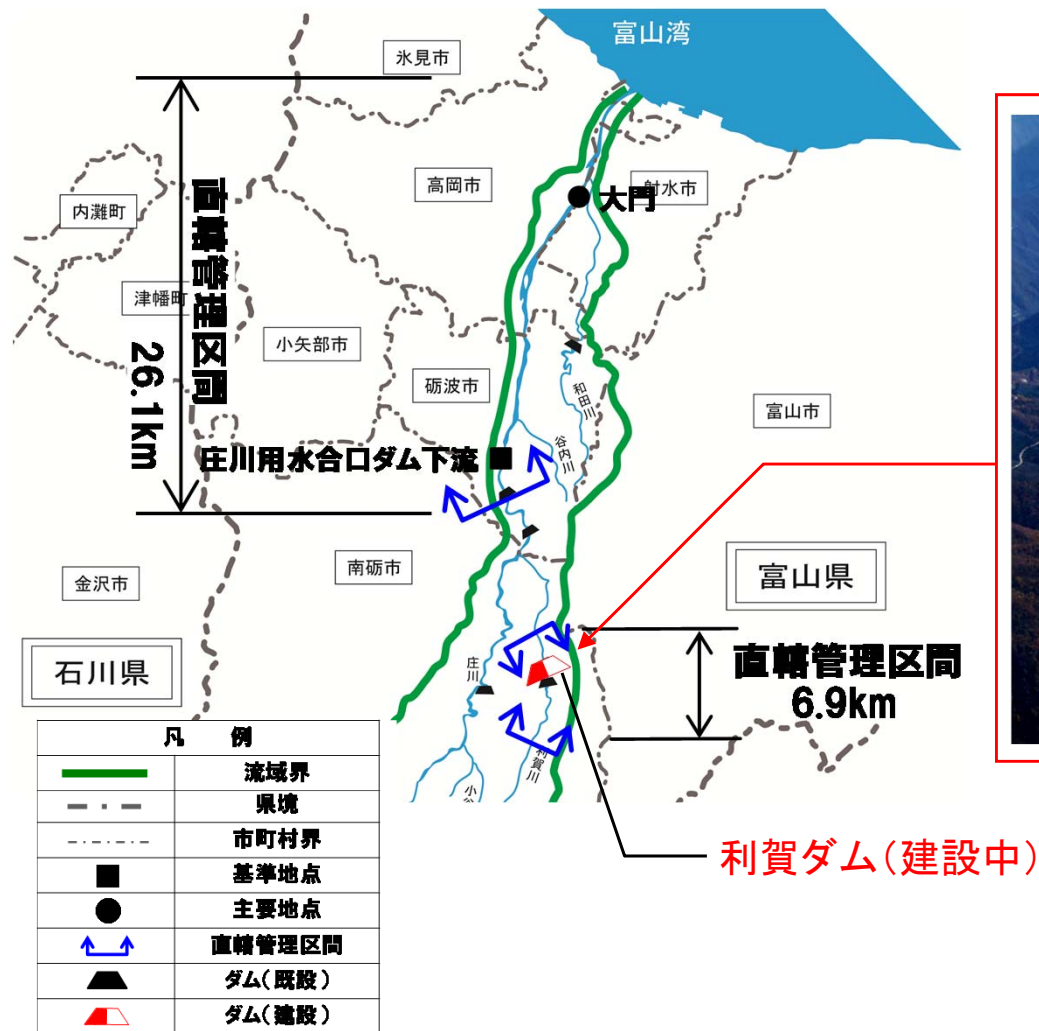 富山湾
氷見市
高岡市
射水市
大門
内灘町
直轄管理区間
26.1km
津幡町
小矢部市
砺波市
和田川
谷内川
富山市
庄川用水合口ダム下流
南砺市
金沢市
富山県
石川県
庄川
利賀川
直轄管理区間
6.9km
利賀ダム(建設中)
凡 例
流域界
県境
市町村界
基準地点
主要地点
直轄管理区間
ダム(既設)
ダム(建設)